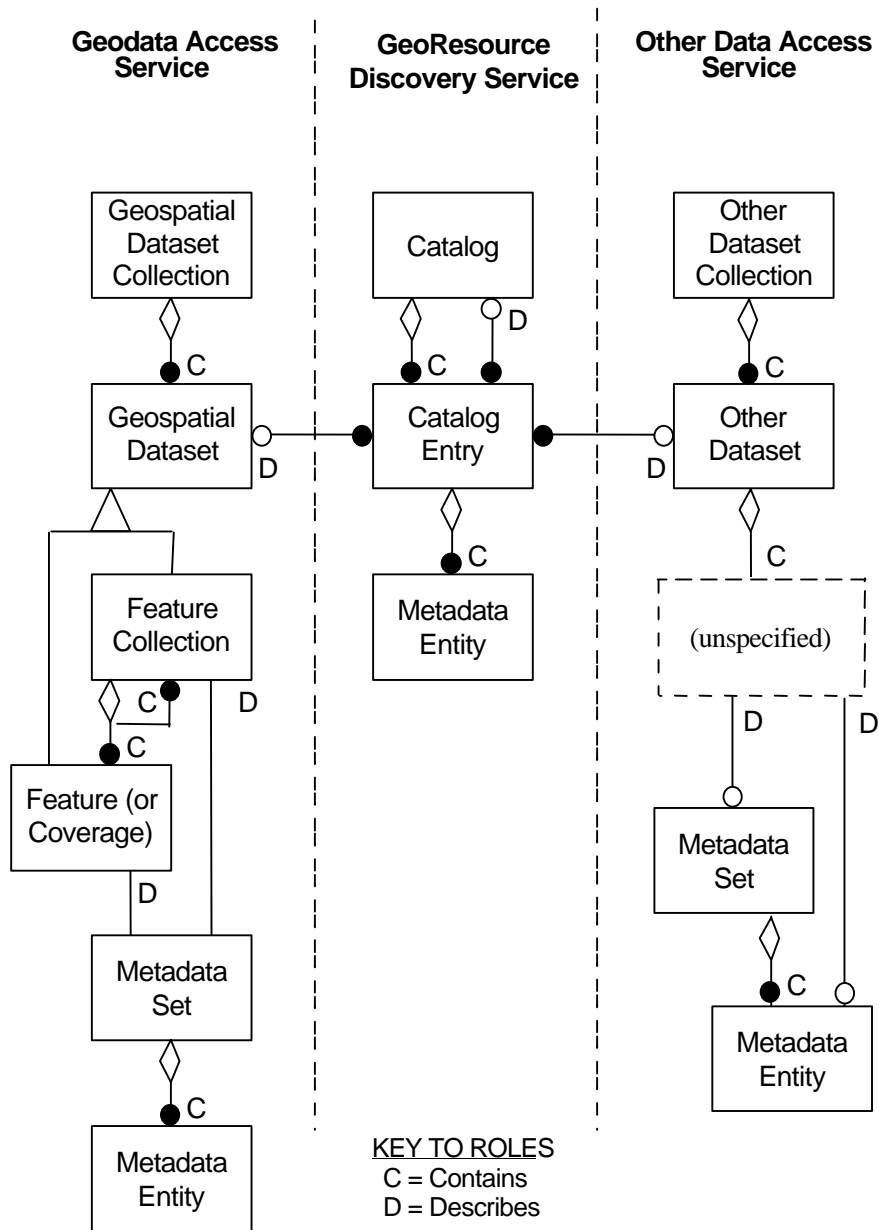 Geodata Access
Service
GeoResource
Discovery Service
Other Data Access
Service
Geospatial
Dataset
Collection
Catalog
Other
Dataset
Collection
C
C
D
C
Geospatial
Dataset
D
Catalog
Entry
D
Other
Dataset
C
C
Feature
Collection
Metadata
Entity
(unspecified)
C
D
C
D
D
Feature (or
Coverage)
D
Metadata
Set
Metadata
Set
C
Metadata
Entity
C
Metadata
Entity
KEY TO ROLES
C = Contains
D = Describes